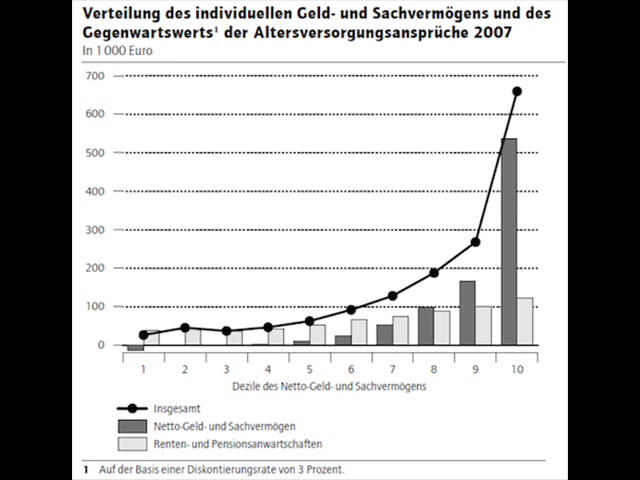 Verteilung des individuellen Geld- und Sachvermögens und des
Gegenwartswerts¹ der Altersversorgungsansprüche 2007
In 1 000 Euro
700
600
500
400
300
200
100
0
1 2 3 4 5 6 7 8 9 10
Dezile des Netto-Geld- und Sachvermögens
Insgesamt
Netto-Geld- und Sachvermögen
Renten- und Pensionsanwartschaften
1 Auf der Basis einer Diskontierungsrate von 3 Prozent.